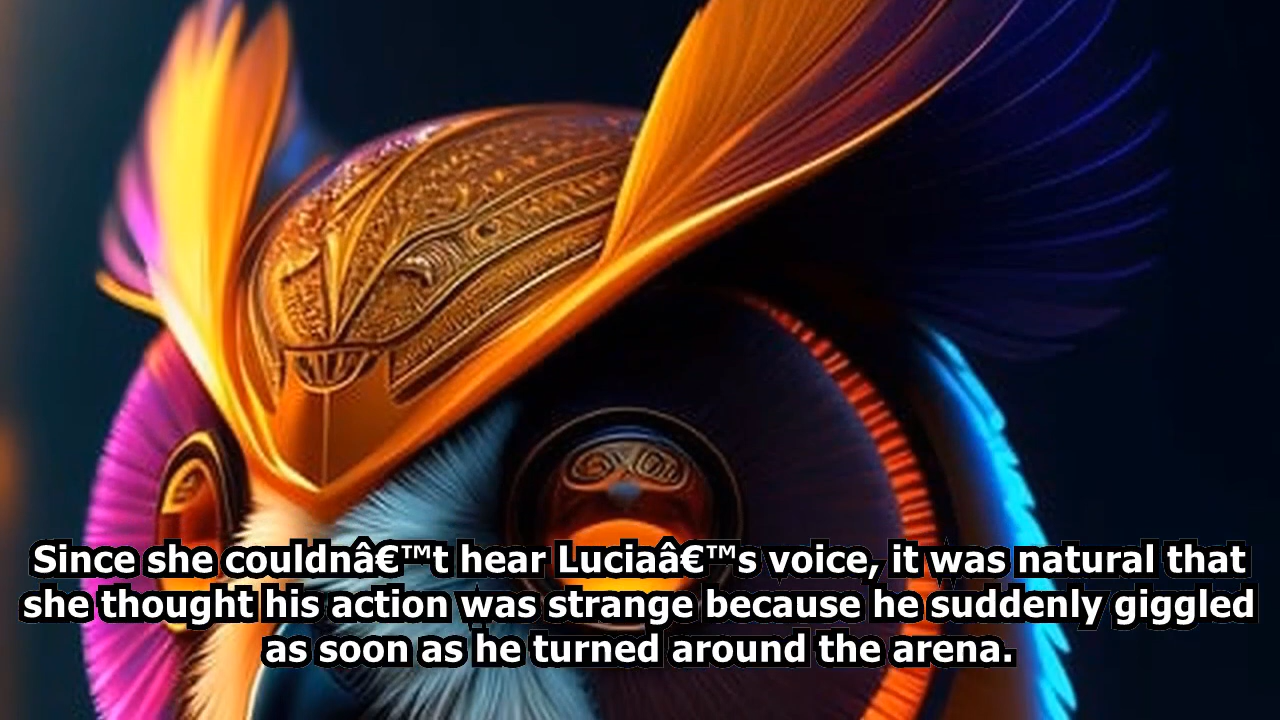 Since she couldnâ€™t hear Luciaâ€™s voice, it was natural that
she thought his action was strange because he suddenly giggled
as soon as he turned around the arena.